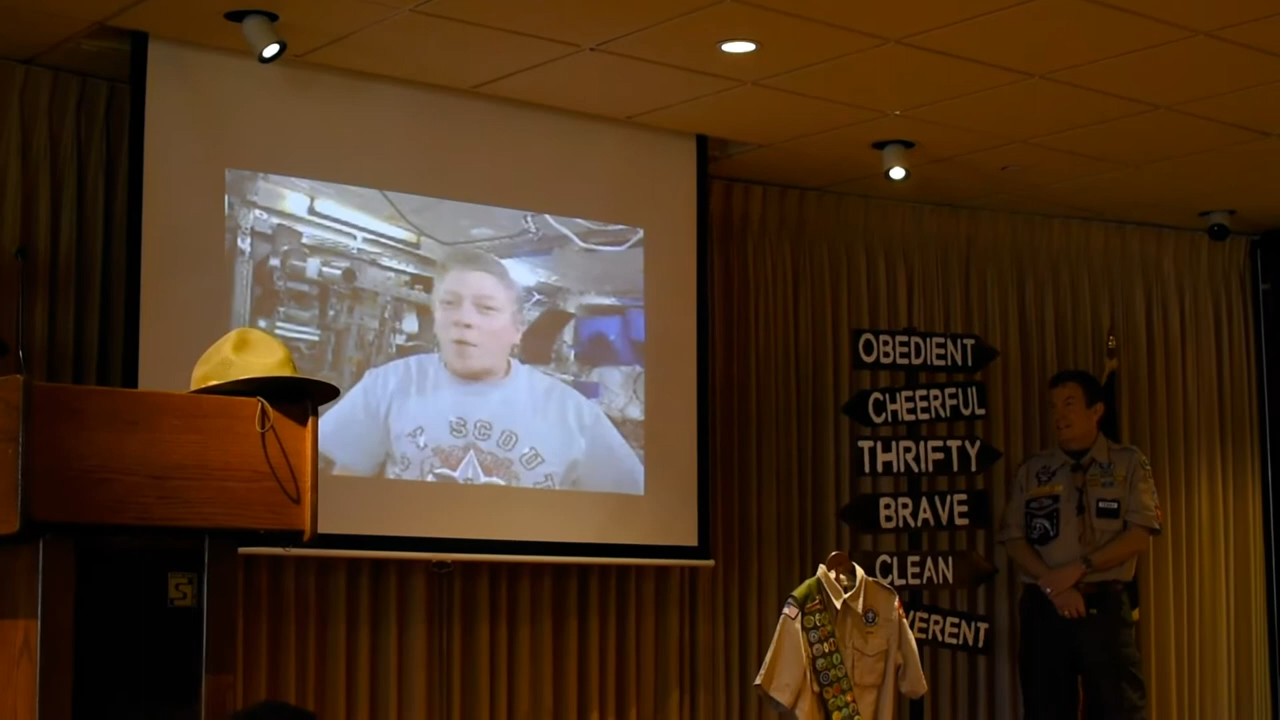 SCOUT
OBEDIENT
CHEERFUL
THRIFTY
BRAVE
CLEAN
VERENT